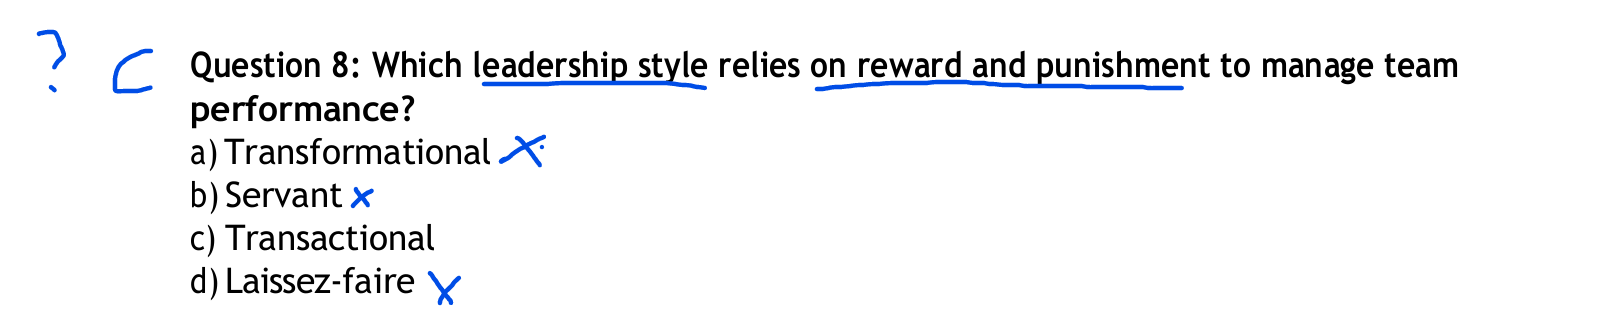 ? C Question 8: Which leadership style relies on reward and punishment to manage team
performance?
a) Transformational x
b) Servant x
c) Transactional
d) Laissez-faire x